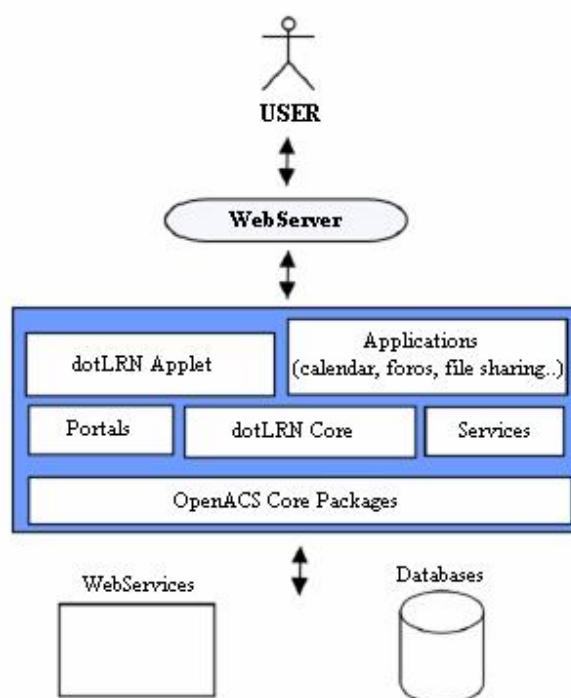 USER
WebServer
dotLRN Applet
Applications
(calendar, foros, file sharing..)
Portals
dotLRN Core
Services
OpenACS Core Packages
WebServices
Databases